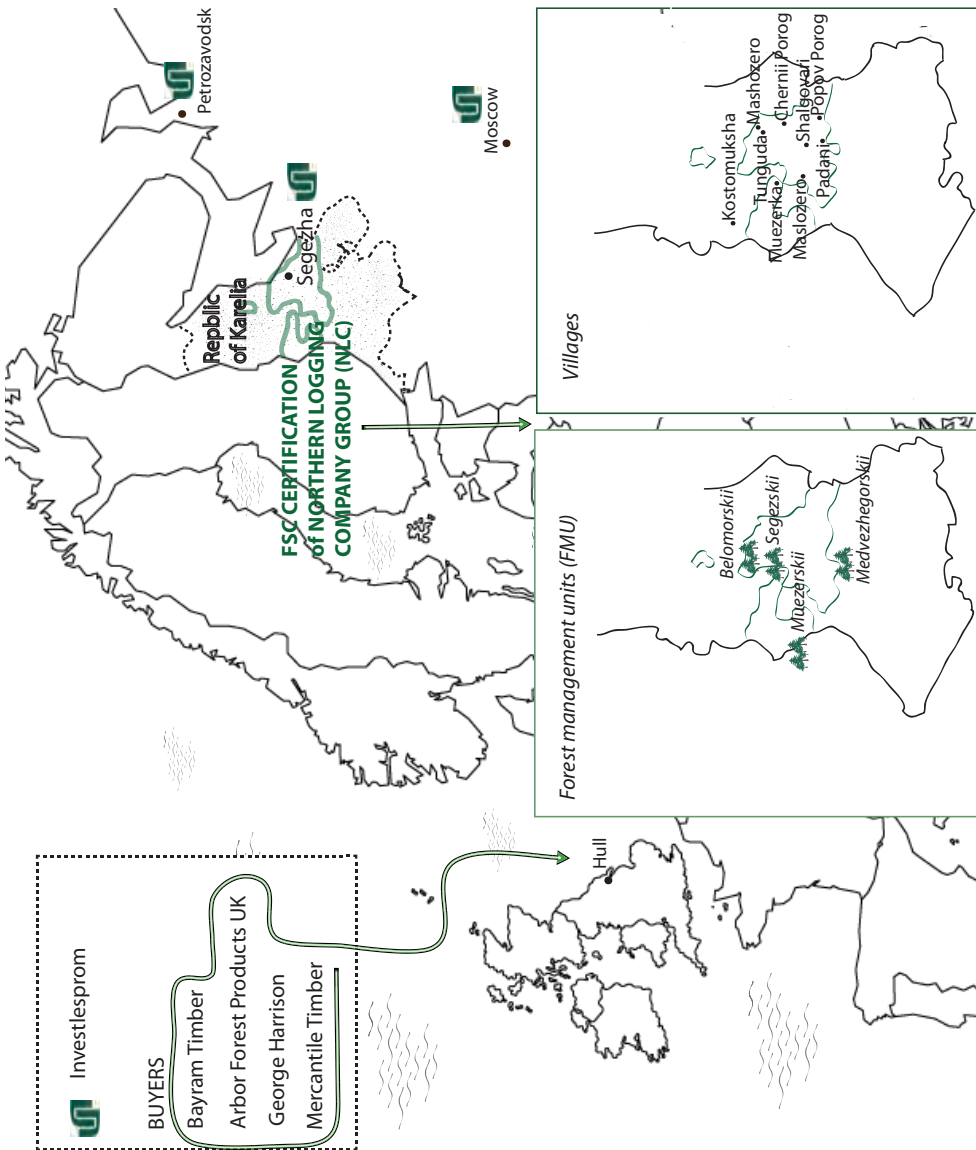 Investlesprom
BUYERS
Bayram Timber
Arbor Forest Products UK
George Harrison
Mercantile Timber
Hull
FSC CERTIFICATION
of NORTHERN LOGGING
COMPANY GROUP (NLC)
Repblic
of Karelia
Segezha
Petrozavodsk
Moscow
Forest management units (FMU)
Belomorskii
Segezskii
Muezerskii
Medvezhegorskii
Villages
Kostomuksha
Mashozero
Tunguda
Chernii Porog
Muezerka
Shalgovari
Maslozero
Popov Porog
Padani